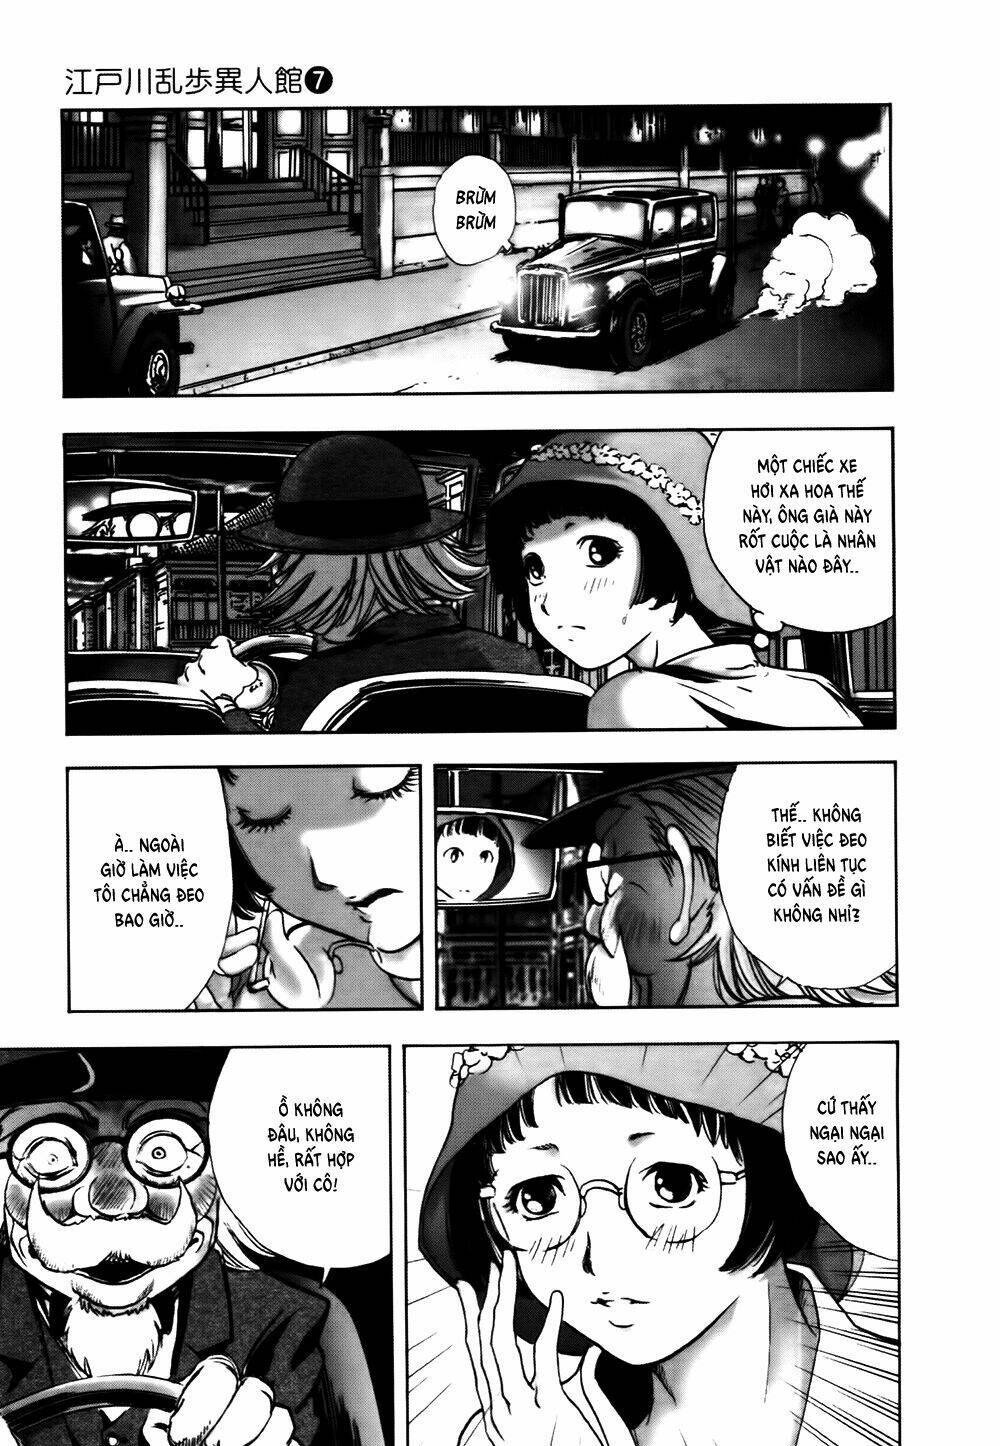 江戸川乱歩異人館❼
BRỪM
BRỪM
MỘT CHIẾC XE
HƠI XA HOA THẾ
NÀY, ÔNG GIÀ NÀY
RỐT CUỘC LÀ NHÂN
VẬT NÀO ĐÂY..
THẾ.. KHÔNG
BIẾT VIỆC ĐEO
KÍNH LIÊN TỤC
CÓ VẤN ĐỀ GÌ
KHÔNG NHỈ?
À.. NGOÀI
GIỜ LÀM VIỆC
TÔI CHẲNG ĐEO
BAO GIỜ..
CỨ THẤY
NGẠI NGẠI
SAO ẤY..
Ồ KHÔNG
ĐÂU, KHÔNG
HỀ, RẤT HỢP
VỚI CÔ!